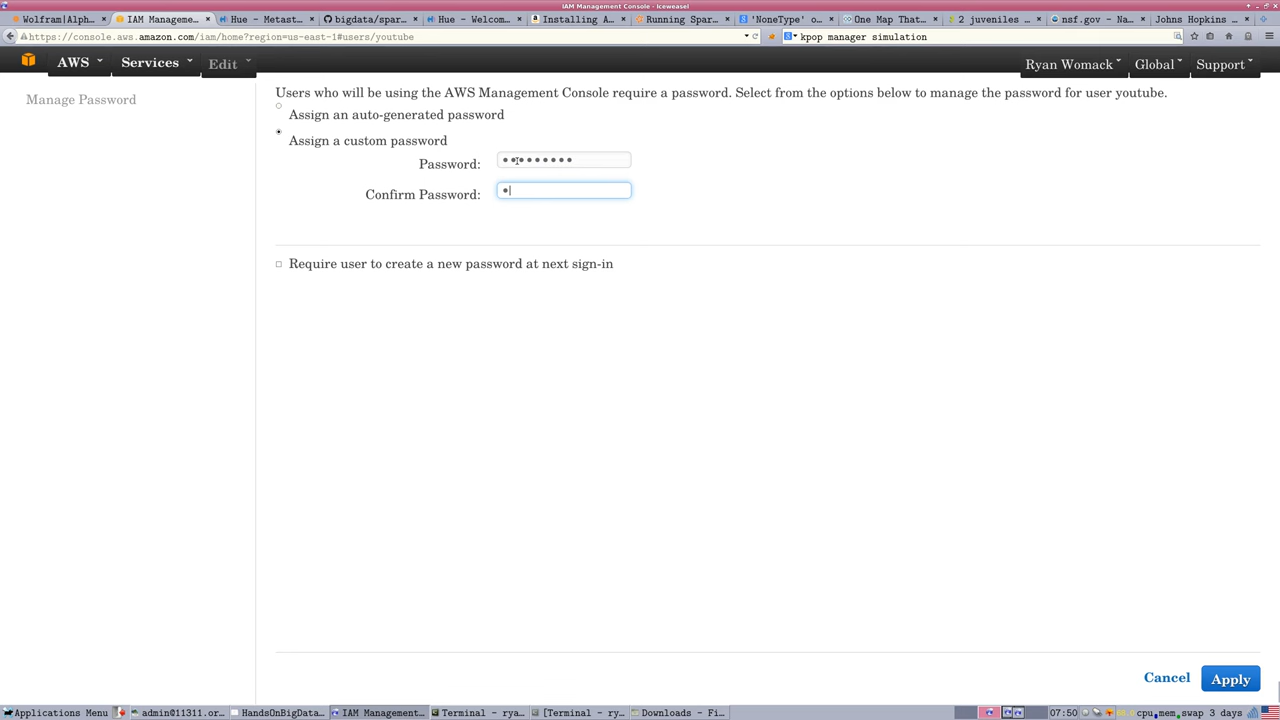 IAM Management Console - Iceweasel
Wolfram|Alph...
IAM Manageme...
Hue - Metast...
bigdata/spar...
Hue - Welcom...
Installing A...
Running Spar...
'NoneType' o...
One Map That...
2 juveniles ...
nsf.gov - Na...
Johns Hopkins ...
https://console.aws.amazon.com/iam/home?region=us-east-1#users/youtube
kpop manager simulation
AWS
Services
Edit
Ryan Womack
Global
Support
Manage Password
Users who will be using the AWS Management Console require a password. Select from the options below to manage the password for user youtube.
Assign an auto-generated password
Assign a custom password
Password:
Confirm Password:
Require user to create a new password at next sign-in
Cancel
Apply
Applications Menu
admin@11311.or...
HandsOnBigData...
IAM Management...
Terminal - rya...
[Terminal - ry...
Downloads - Fi...
07:50
cpu mem swap 3 days